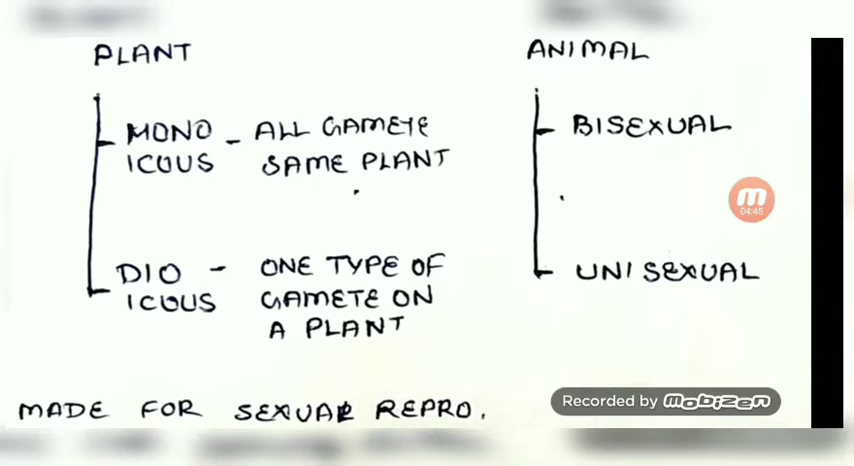 PLANT
ANIMAL
MONO
ICOUS
- ALL GAMETE
SAME PLANT
BISEXUAL
04:45
DIO
ICOUS
- ONE TYPE OF
GAMETE ON
A PLANT
UNISEXUAL
MADE FOR SEXUAL REPRO.
Recorded by mobizen